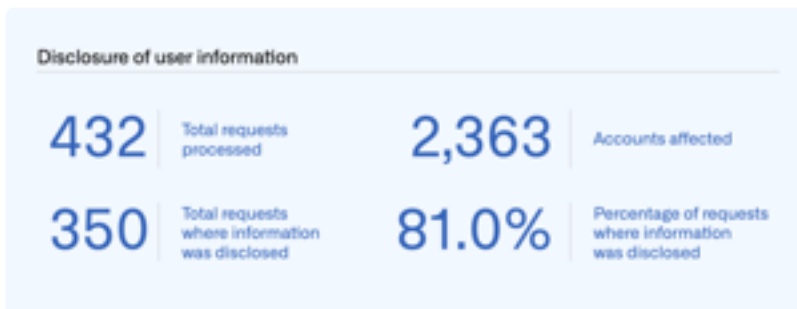 Disclosure of user information
432
Total requests
processed
2,363
Accounts affected
350
Total requests
where information
was disclosed
81.0%
Percentage of requests
where information
was disclosed